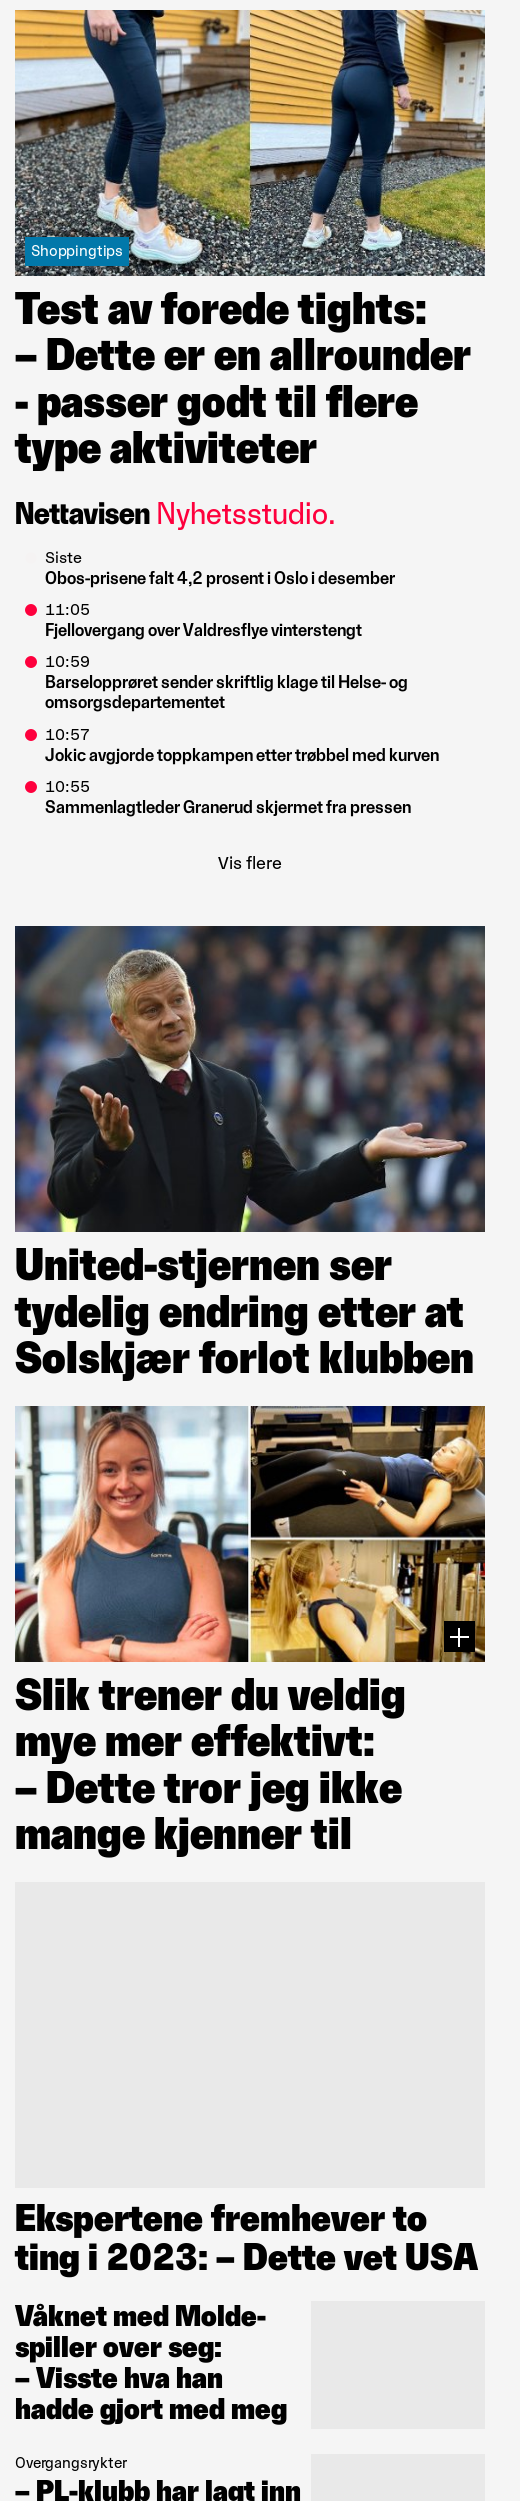 Shoppingtips
Test av forede tights:
– Dette er en allrounder
- passer godt til flere
type aktiviteter
Nettavisen Nyhetsstudio.
Siste
Obos-prisene falt 4,2 prosent i Oslo i desember
11:05
Fjellovergang over Valdresflye vinterstengt
10:59
Barselopprøret sender skriftlig klage til Helse- og
omsorgsdepartementet
10:57
Jokic avgjorde toppkampen etter trøbbel med kurven
10:55
Sammenlagtleder Granerud skjermet fra pressen
Vis flere
United-stjernen ser
tydelig endring etter at
Solskjær forlot klubben
Slik trener du veldig
mye mer effektivt:
– Dette tror jeg ikke
mange kjenner til
Ekspertene fremhever to
ting i 2023: – Dette vet USA
Våknet med Molde-
spiller over seg:
– Visste hva han
hadde gjort med meg
Overgangsrykter
– PL-klubb har lagt inn